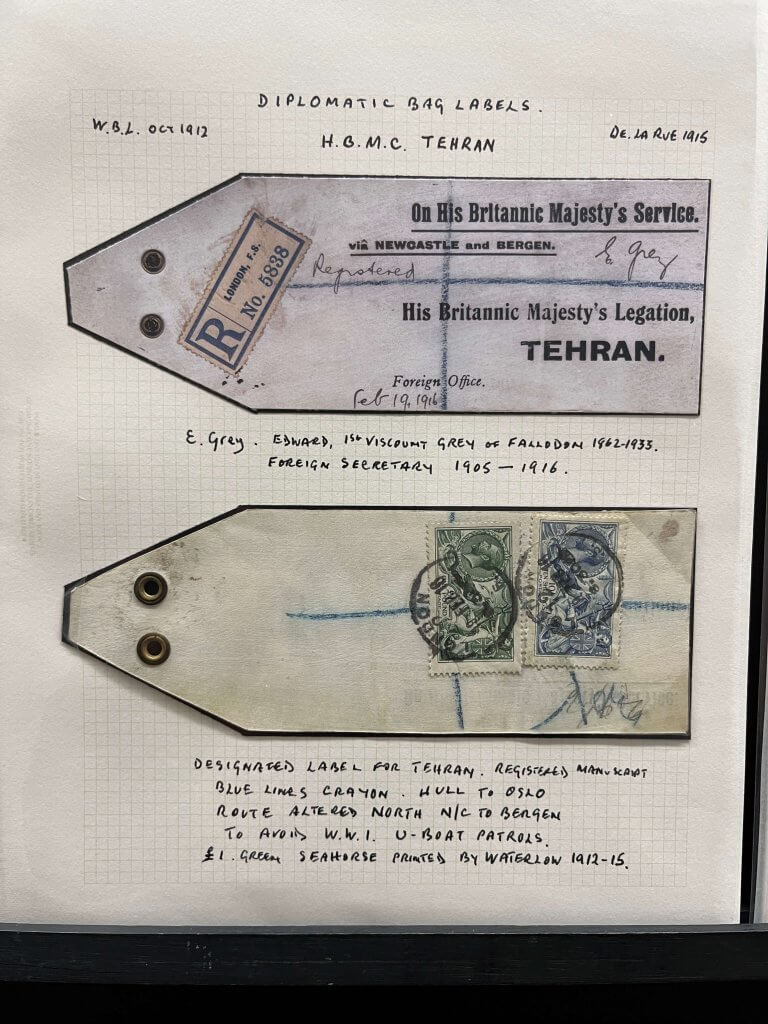 DIPLOMATIC BAG LABELS.
W.B.L. OCT 1912
H.B.M.C. TEHRAN
DE. LA RUE 1915
On His Britannic Majesty's Service.
viâ NEWCASTLE and BERGEN.
E. Grey
Registered
R
LONDON, F.S.
No. 5838
His Britannic Majesty's Legation,
TEHRAN.
Foreign Office.
Feb 19, 1916
E. Grey. EDWARD, 1st VISCOUNT GREY OF FALLODON 1862-1933.
FOREIGN SECRETARY 1905 – 1916.
DESIGNATED LABEL FOR TEHRAN. REGISTERED MANUSCRIPT
BLUE LINES CRAYON. HULL TO OSLO
ROUTE ALTERED NORTH N/C TO BERGEN
TO AVOID W.W.I. U-BOAT PATROLS.
£1. GREEN SEAHORSE PRINTED BY WATERLOW 1912-15.